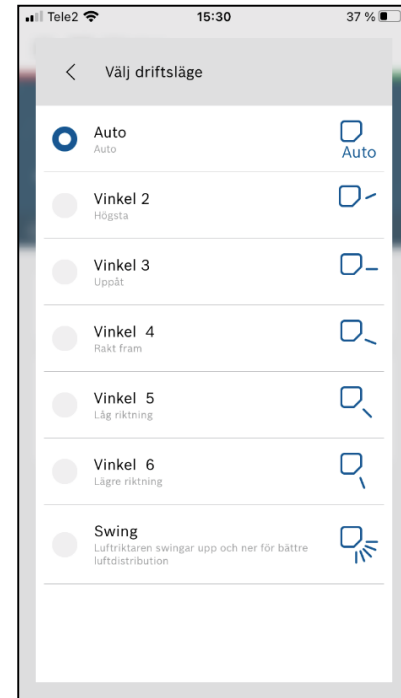 Tele2 15:30 37 %
Välj driftsläge
Auto
Auto
Auto
Vinkel 2
Högsta
Vinkel 3
Uppåt
Vinkel 4
Rakt fram
Vinkel 5
Låg riktning
Vinkel 6
Lägre riktning
Swing
Luftriktaren swingar upp och ner för bättre
luftdistribution